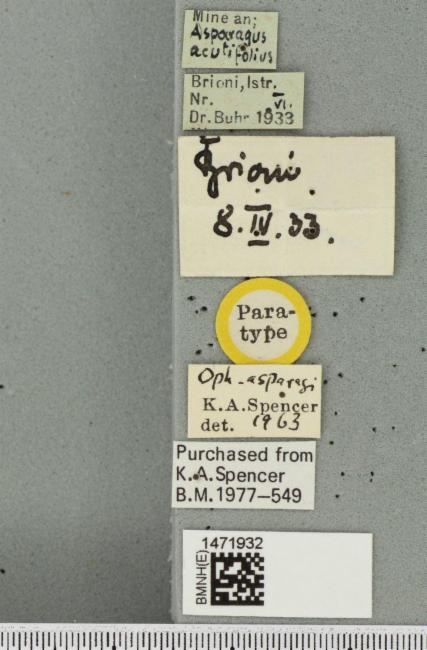 Mine an;
Asparagus
acutifolius
Brioni, Istr.
Nr. VI.
Dr. Buhr 1933
Brioni.
8.IV.33.
Para-
type
Oph. asparagi
K.A.Spencer
det. 1963
Purchased from
K.A.Spencer
B.M.1977–549
1471932
BMNH(E)